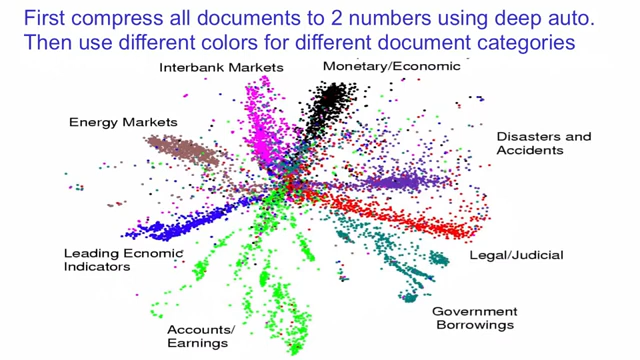 First compress all documents to 2 numbers using deep auto.
Then use different colors for different document categories
Interbank Markets
Monetary/Economic
Energy Markets
Disasters and
Accidents
Leading Ecnomic
Indicators
Legal/Judicial
Government
Borrowings
Accounts/
Earnings